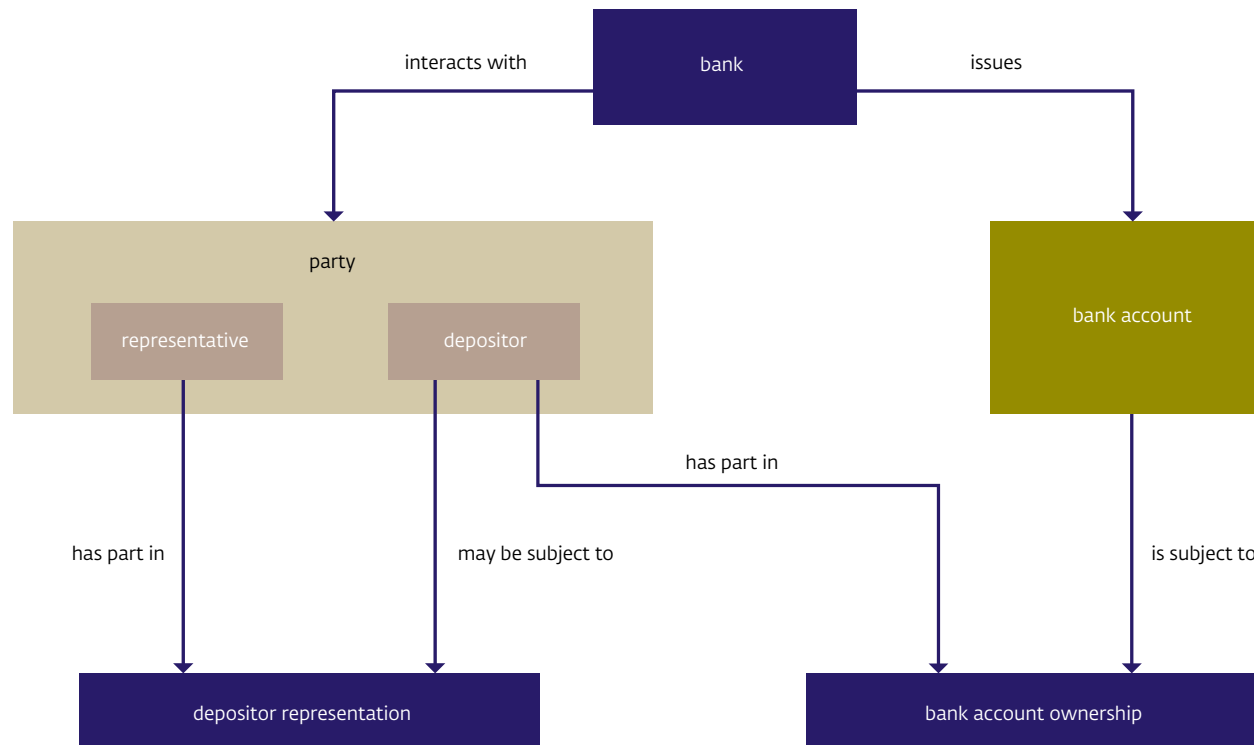 interacts with
bank
issues
party
representative
depositor
bank account
has part in
has part in
may be subject to
is subject to
depositor representation
bank account ownership